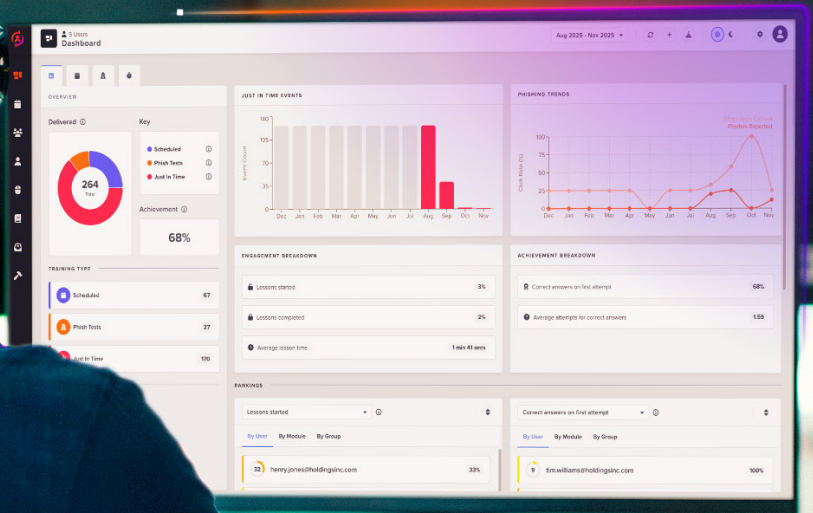 5 Users
Dashboard
Aug 2025 - Nov 2025
OVERVIEW
Delivered
Key
264
Total
Scheduled
Phish Tests
Just In Time
Achievement
68%
TRAINING TYPE
Scheduled 67
Phish Tests 27
Just In Time 170
JUST IN TIME EVENTS
Event Count
140
105
70
35
0
Dec Jan Feb Mar Apr May Jun Jul Aug Sep Oct Nov
PHISHING TRENDS
Phish Tests Clicked
Phishes Reported
Click Rate (%)
100
75
50
25
0
Dec Jan Feb Mar Apr May Jun Jul Aug Sep Oct Nov
ENGAGEMENT BREAKDOWN
Lessons started 3%
Lessons completed 2%
Average lesson time 1 min 41 secs
ACHIEVEMENT BREAKDOWN
Correct answers on first attempt 68%
Average attempts for correct answers 1.59
RANKINGS
Lessons started
By User By Module By Group
32 henry.jones@holdingsinc.com 33%
Correct answers on first attempt
By User By Module By Group
9 tim.williams@holdingsinc.com 100%